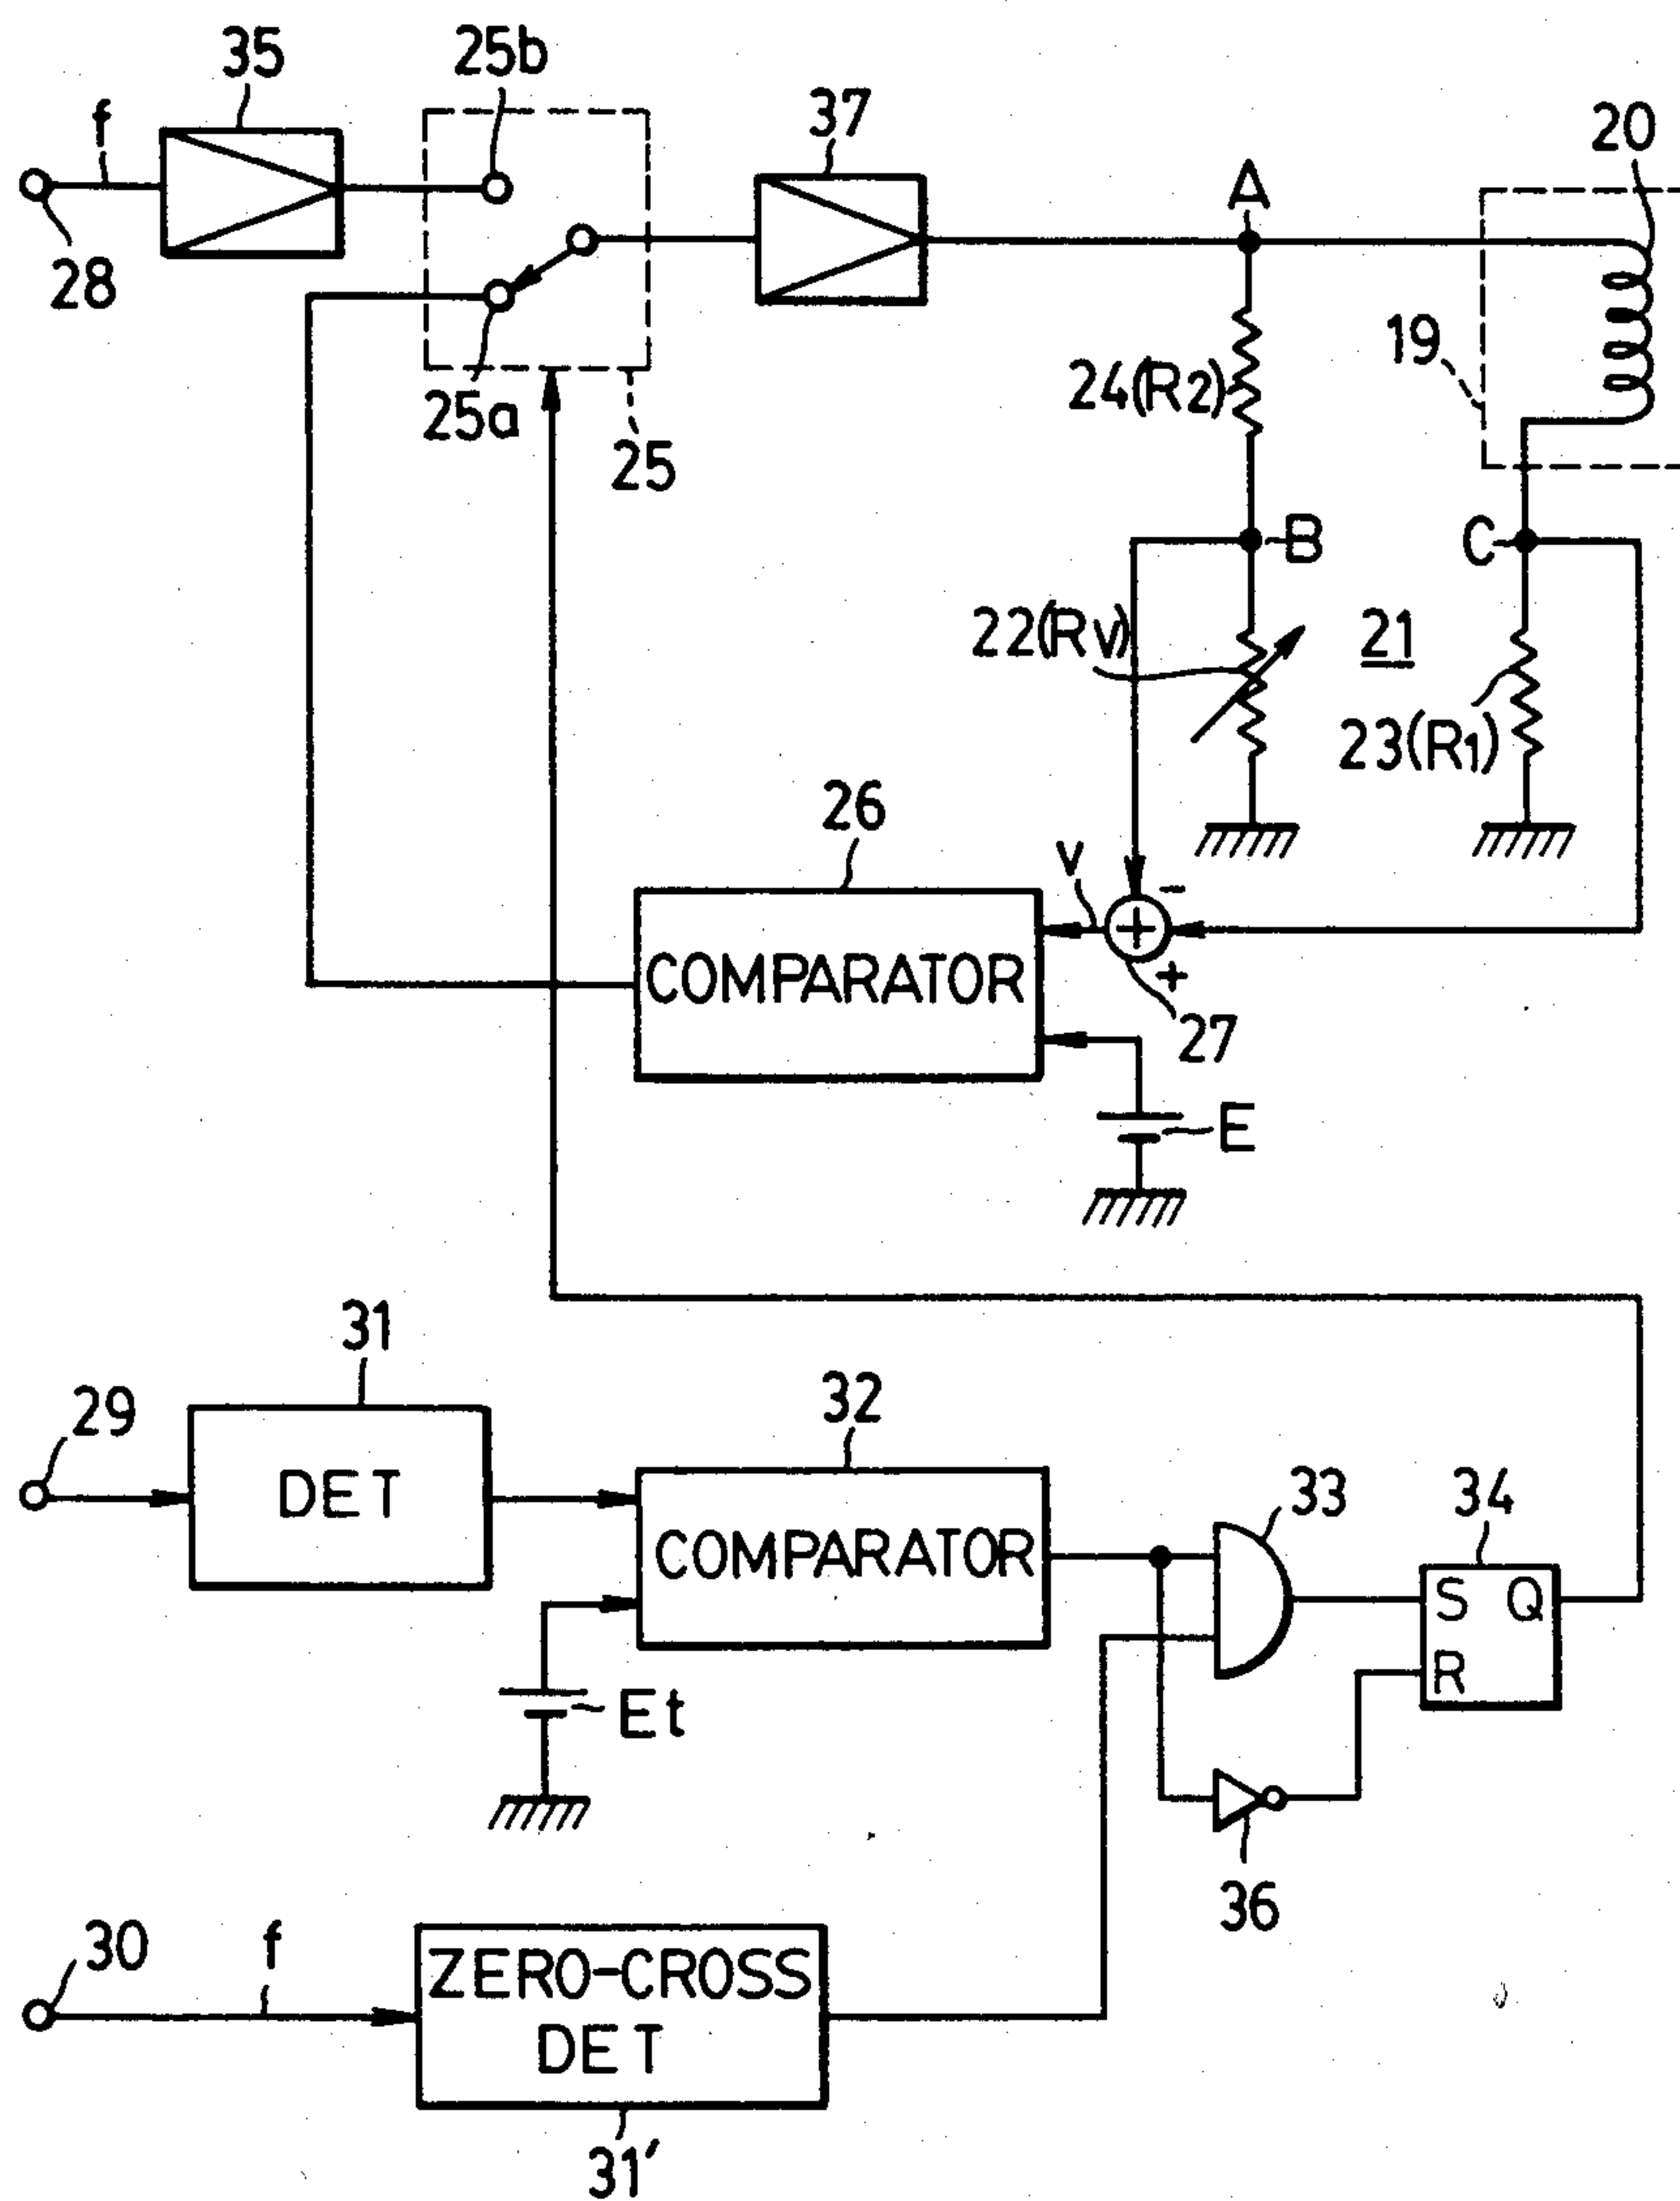 35
25b
37
20
f
A
28
19
24(R2)
25a
25
B
C
22(Rv)
21
23(R1)
26
v
-
COMPARATOR
+
+
27
E
31
29
32
DET
33
34
COMPARATOR
S Q
R
Et
36
30
f
ZERO-CROSS
DET
31'